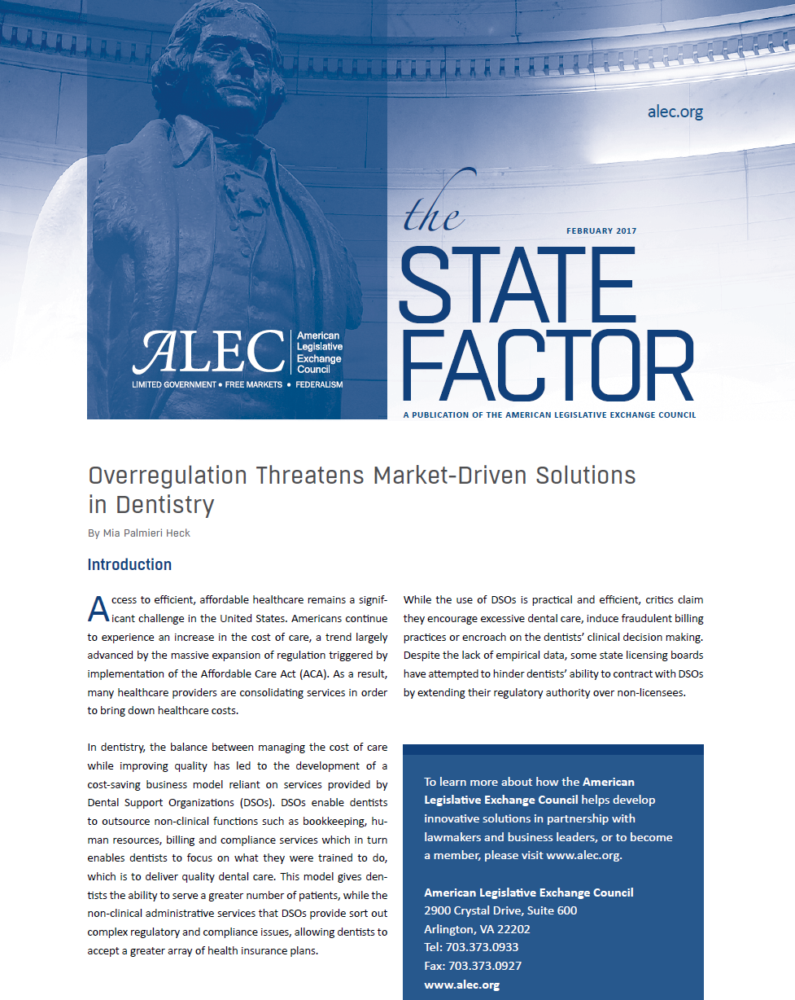 alec.org
the
FEBRUARY 2017
STATE
FACTOR
A PUBLICATION OF THE AMERICAN LEGISLATIVE EXCHANGE COUNCIL
ALEC
American
Legislative
Exchange
Council
LIMITED GOVERNMENT • FREE MARKETS • FEDERALISM
Overregulation Threatens Market-Driven Solutions
in Dentistry
By Mia Palmieri Heck
Introduction
Access to efficient, affordable healthcare remains a signif-
icant challenge in the United States. Americans continue
to experience an increase in the cost of care, a trend largely
advanced by the massive expansion of regulation triggered by
implementation of the Affordable Care Act (ACA). As a result,
many healthcare providers are consolidating services in order
to bring down healthcare costs.
In dentistry, the balance between managing the cost of care
while improving quality has led to the development of a
cost-saving business model reliant on services provided by
Dental Support Organizations (DSOs). DSOs enable dentists
to outsource non-clinical functions such as bookkeeping, hu-
man resources, billing and compliance services which in turn
enables dentists to focus on what they were trained to do,
which is to deliver quality dental care. This model gives den-
tists the ability to serve a greater number of patients, while the
non-clinical administrative services that DSOs provide sort out
complex regulatory and compliance issues, allowing dentists to
accept a greater array of health insurance plans.
While the use of DSOs is practical and efficient, critics claim
they encourage excessive dental care, induce fraudulent billing
practices or encroach on the dentists' clinical decision making.
Despite the lack of empirical data, some state licensing boards
have attempted to hinder dentists' ability to contract with DSOs
by extending their regulatory authority over non-licensees.
To learn more about how the American
Legislative Exchange Council helps develop
innovative solutions in partnership with
lawmakers and business leaders, or to become
a member, please visit www.alec.org.
American Legislative Exchange Council
2900 Crystal Drive, Suite 600
Arlington, VA 22202
Tel: 703.373.0933
Fax: 703.373.0927
www.alec.org